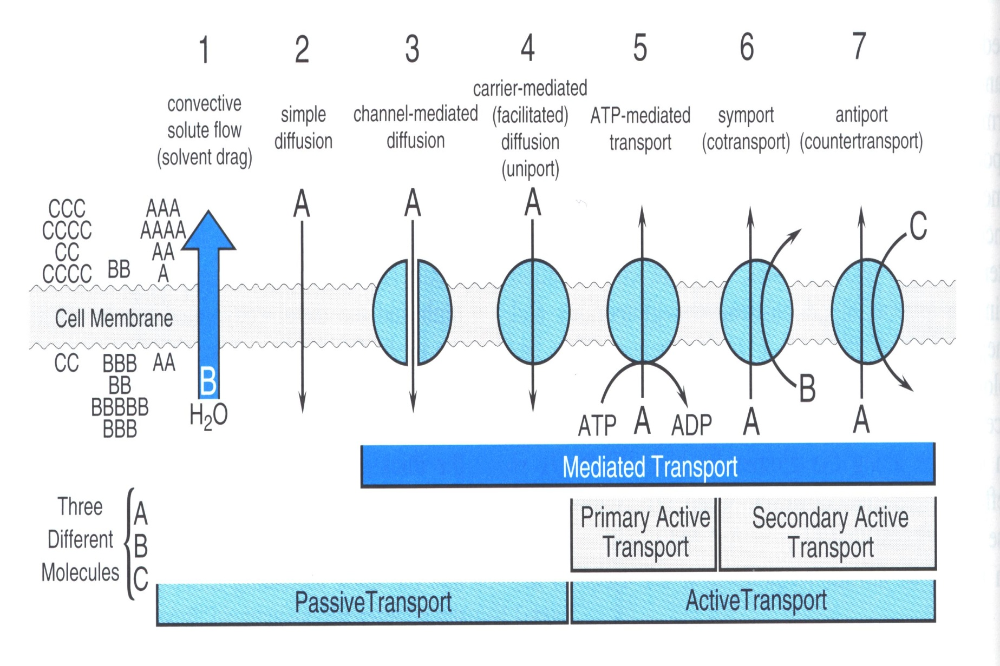 1 2 3 4 5 6 7
convective
solute flow
(solvent drag)
simple
diffusion
channel-mediated
diffusion
carrier-mediated
(facilitated)
diffusion
(uniport)
ATP-mediated
transport
symport
(cotransport)
antiport
(countertransport)
CCC
CCCC
CC
CCCC
BB
AAA
AAAA
AA
A
A
A
A
C
Cell Membrane
CC
BBB
BB
BBBBB
BBB
AA
B
H₂O
ATP
A
ADP
A
B
A
Mediated Transport
Three
Different
Molecules
A
B
C
Primary Active
Transport
Secondary Active
Transport
PassiveTransport
ActiveTransport